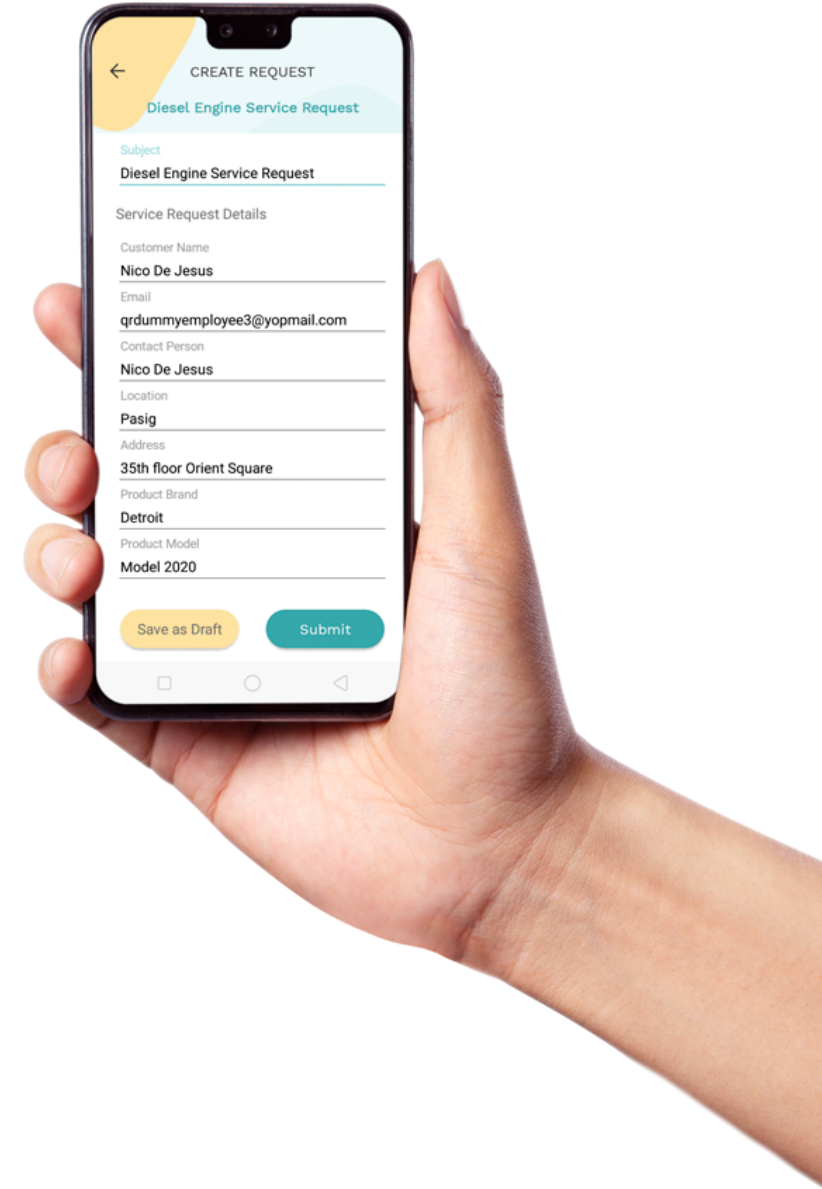 CREATE REQUEST
Diesel Engine Service Request
Subject
Diesel Engine Service Request
Service Request Details
Customer Name
Nico De Jesus
Email
qrdummyemployee3@yopmail.com
Contact Person
Nico De Jesus
Location
Pasig
Address
35th floor Orient Square
Product Brand
Detroit
Product Model
Model 2020
Save as Draft
Submit